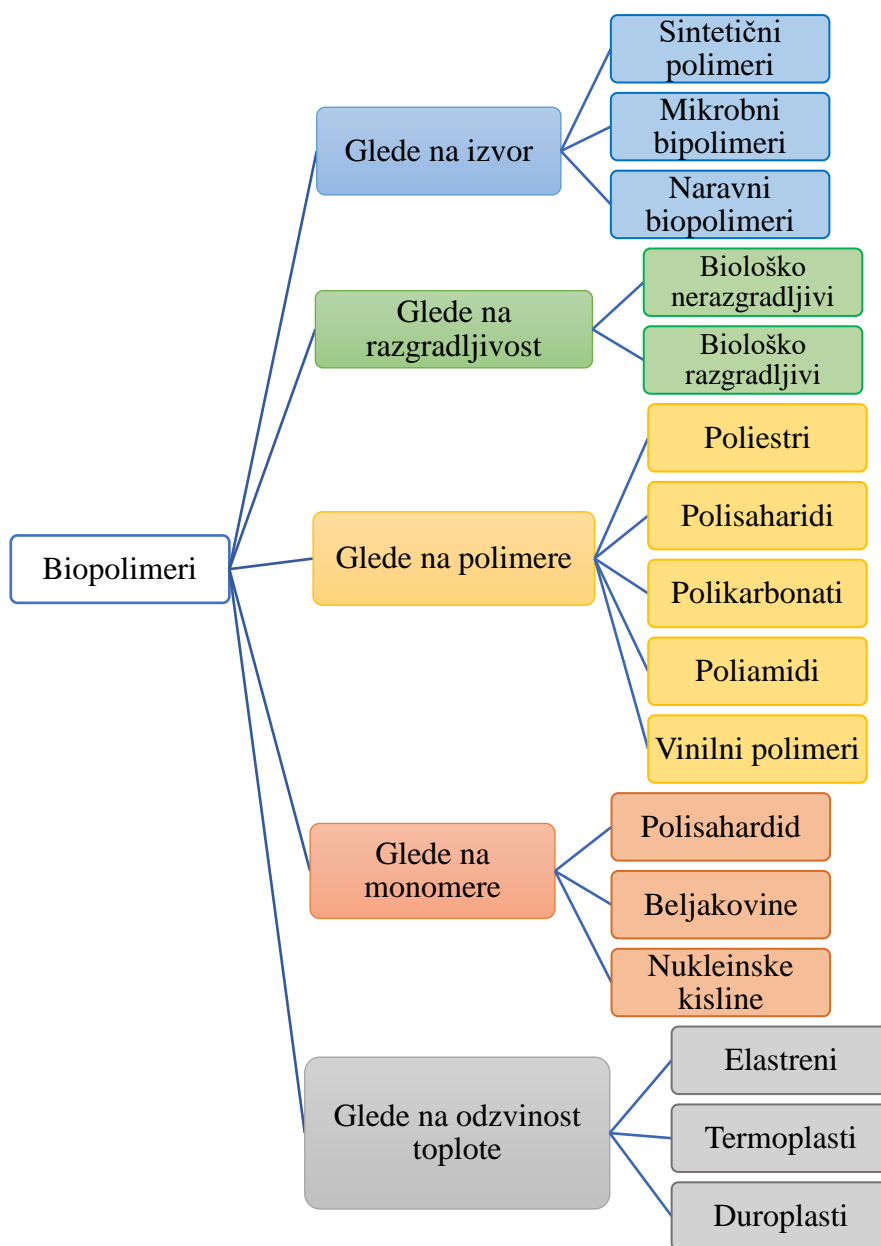 Biopolimeri
Glede na izvor
Sintetični
polimeri
Mikrobni
bipolimeri
Naravni
biopolimeri
Glede na
razgradljivost
Biološko
nerazgradljivi
Biološko
razgradljivi
Glede na polimere
Poliestri
Polisaharidi
Polikarbonati
Poliamidi
Vinilni polimeri
Glede na
monomere
Polisahardid
Beljakovine
Nukleinske
kisline
Glede na odzvinost
toplote
Elastreni
Termoplasti
Duroplasti